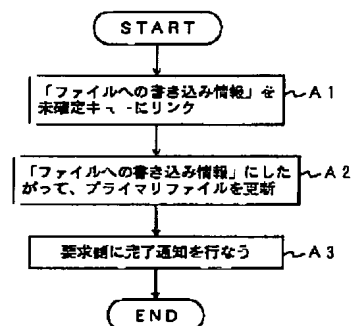 START
「ファイルへの書き込み情報」を
未確定キューにリンク
A1
「ファイルへの書き込み情報」にした
がって、プライマリファイルを更新
A2
要求側に完了通知を行なう
A3
END